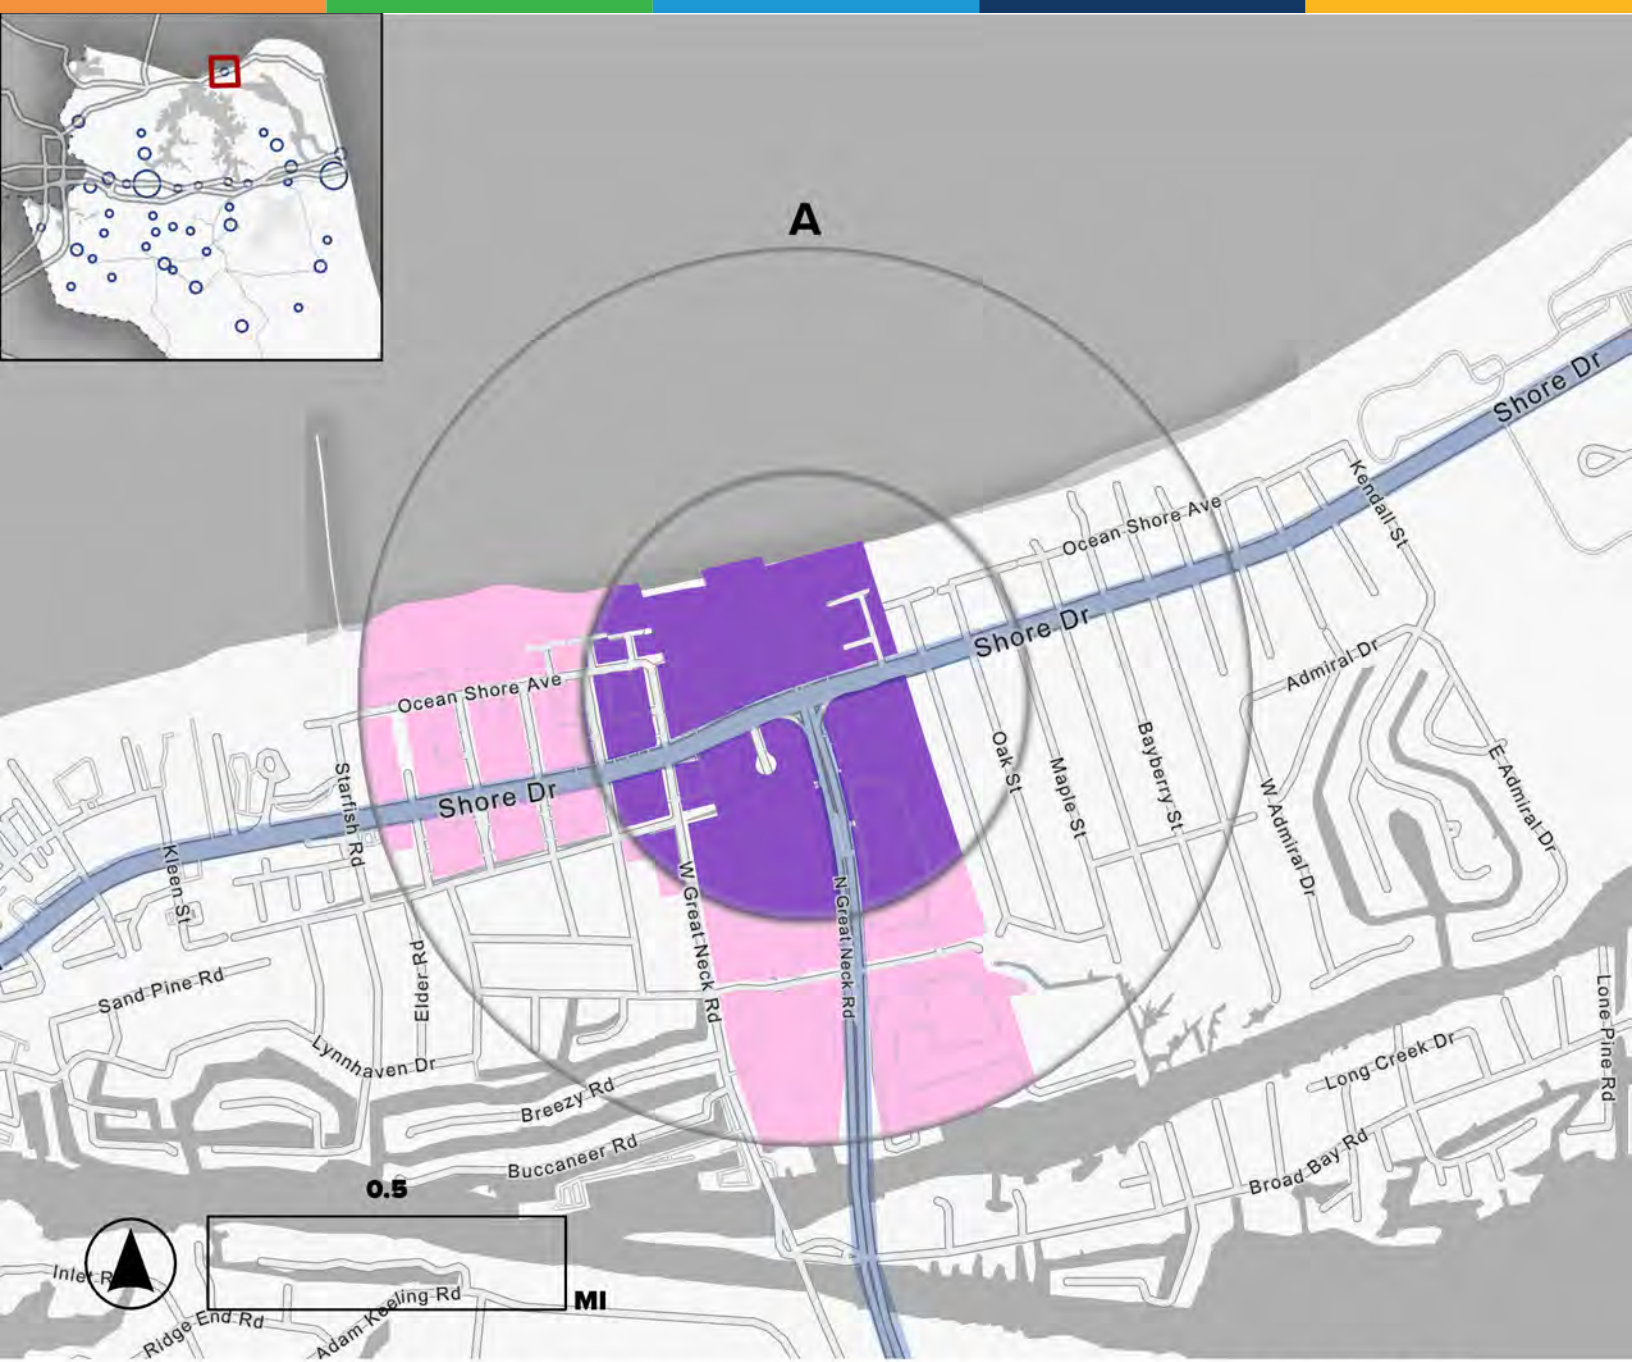 A
Shore Dr
Kendall St
Ocean Shore Ave
Shore Dr
Admiral Dr
Ocean Shore Ave
Oak St
Maple St
Bayberry St
E Admiral Dr
W Admiral Dr
Starfish Rd
Shore Dr
Kleen St
W Great Neck Rd
N Great Neck Rd
Elder Rd
Sand Pine Rd
Lynnhaven Dr
Lone Pine Rd
Long Creek Dr
Breezy Rd
Buccaneer Rd
Broad Bay Rd
0.5
MI
Inlet R
Adam Keeling Rd
Ridge End Rd